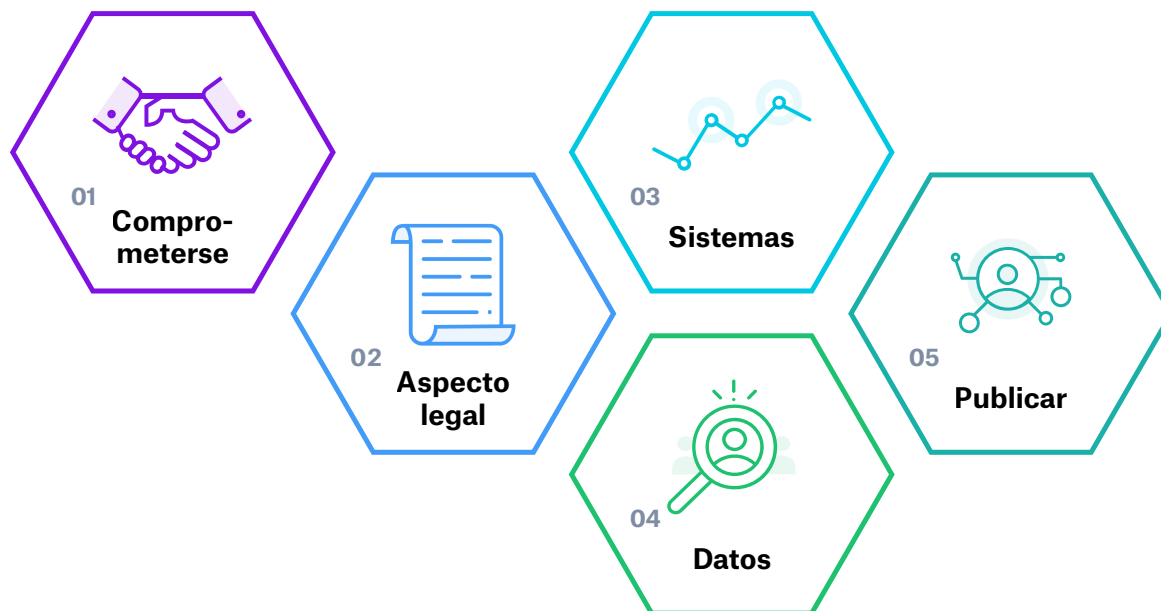 01
Compro-
meterse
02
Aspecto
legal
03
Sistemas
04
Datos
05
Publicar